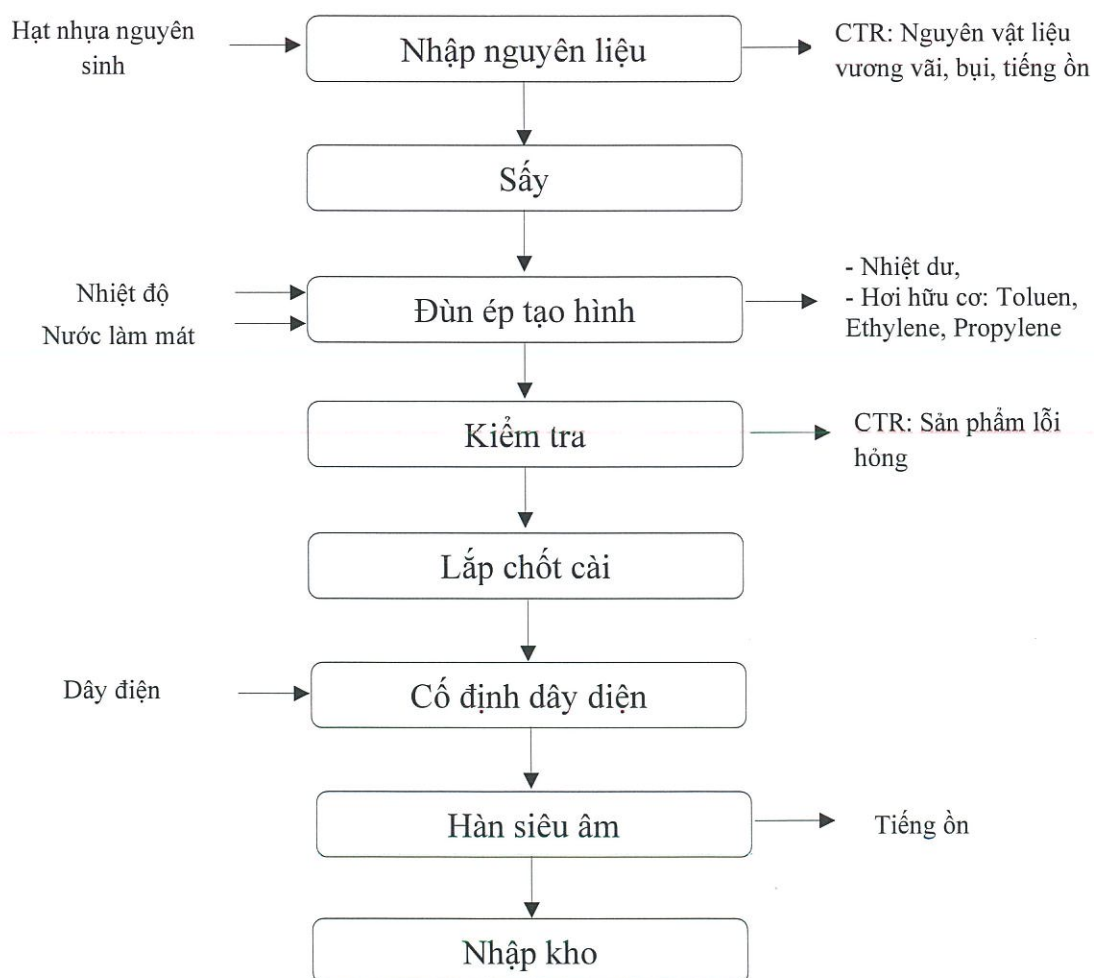 Hạt nhựa nguyên
sinh
Nhập nguyên liệu
CTR: Nguyên vật liệu
vương vãi, bụi, tiếng ồn
Sấy
Nhiệt độ
Nước làm mát
Đùn ép tạo hình
- Nhiệt dư,
- Hơi hữu cơ: Toluen,
Ethylene, Propylene
Kiểm tra
CTR: Sản phẩm lỗi
hỏng
Lắp chốt cài
Dây điện
Cố định dây diện
Hàn siêu âm
Tiếng ồn
Nhập kho